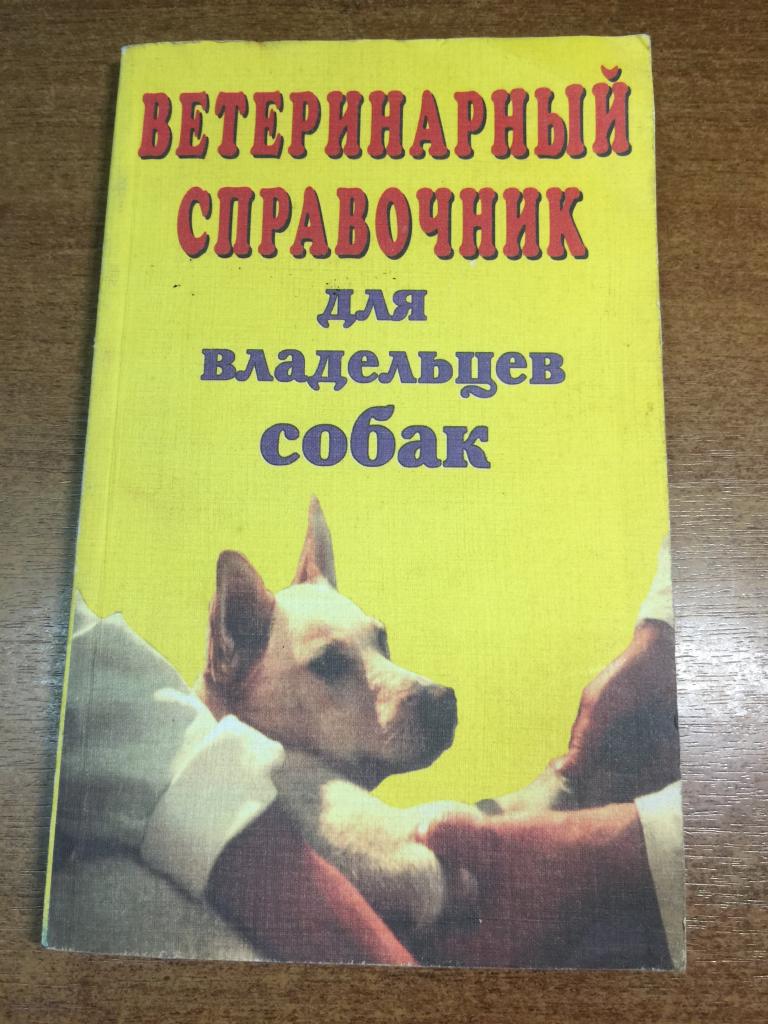 ВЕТЕРИНАРНЫЙ
СПРАВОЧНИК
для
владельцев
собак